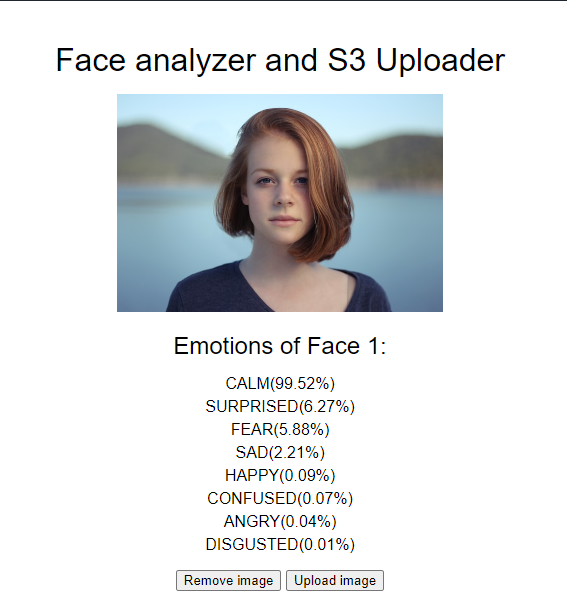 Face analyzer and S3 Uploader
Emotions of Face 1:
CALM(99.52%)
SURPRISED(6.27%)
FEAR(5.88%)
SAD(2.21%)
HAPPY(0.09%)
CONFUSED(0.07%)
ANGRY(0.04%)
DISGUSTED(0.01%)
Remove image Upload image